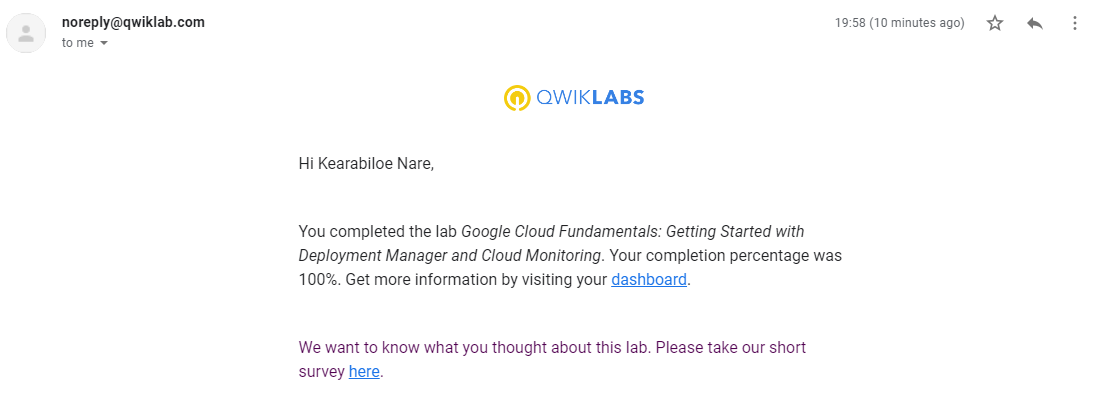 noreply@qwiklab.com
19:58 (10 minutes ago)
to me
QWIKLABS
Hi Kearabiloe Nare,
You completed the lab Google Cloud Fundamentals: Getting Started with
Deployment Manager and Cloud Monitoring. Your completion percentage was
100%. Get more information by visiting your dashboard.
We want to know what you thought about this lab. Please take our short
survey here.